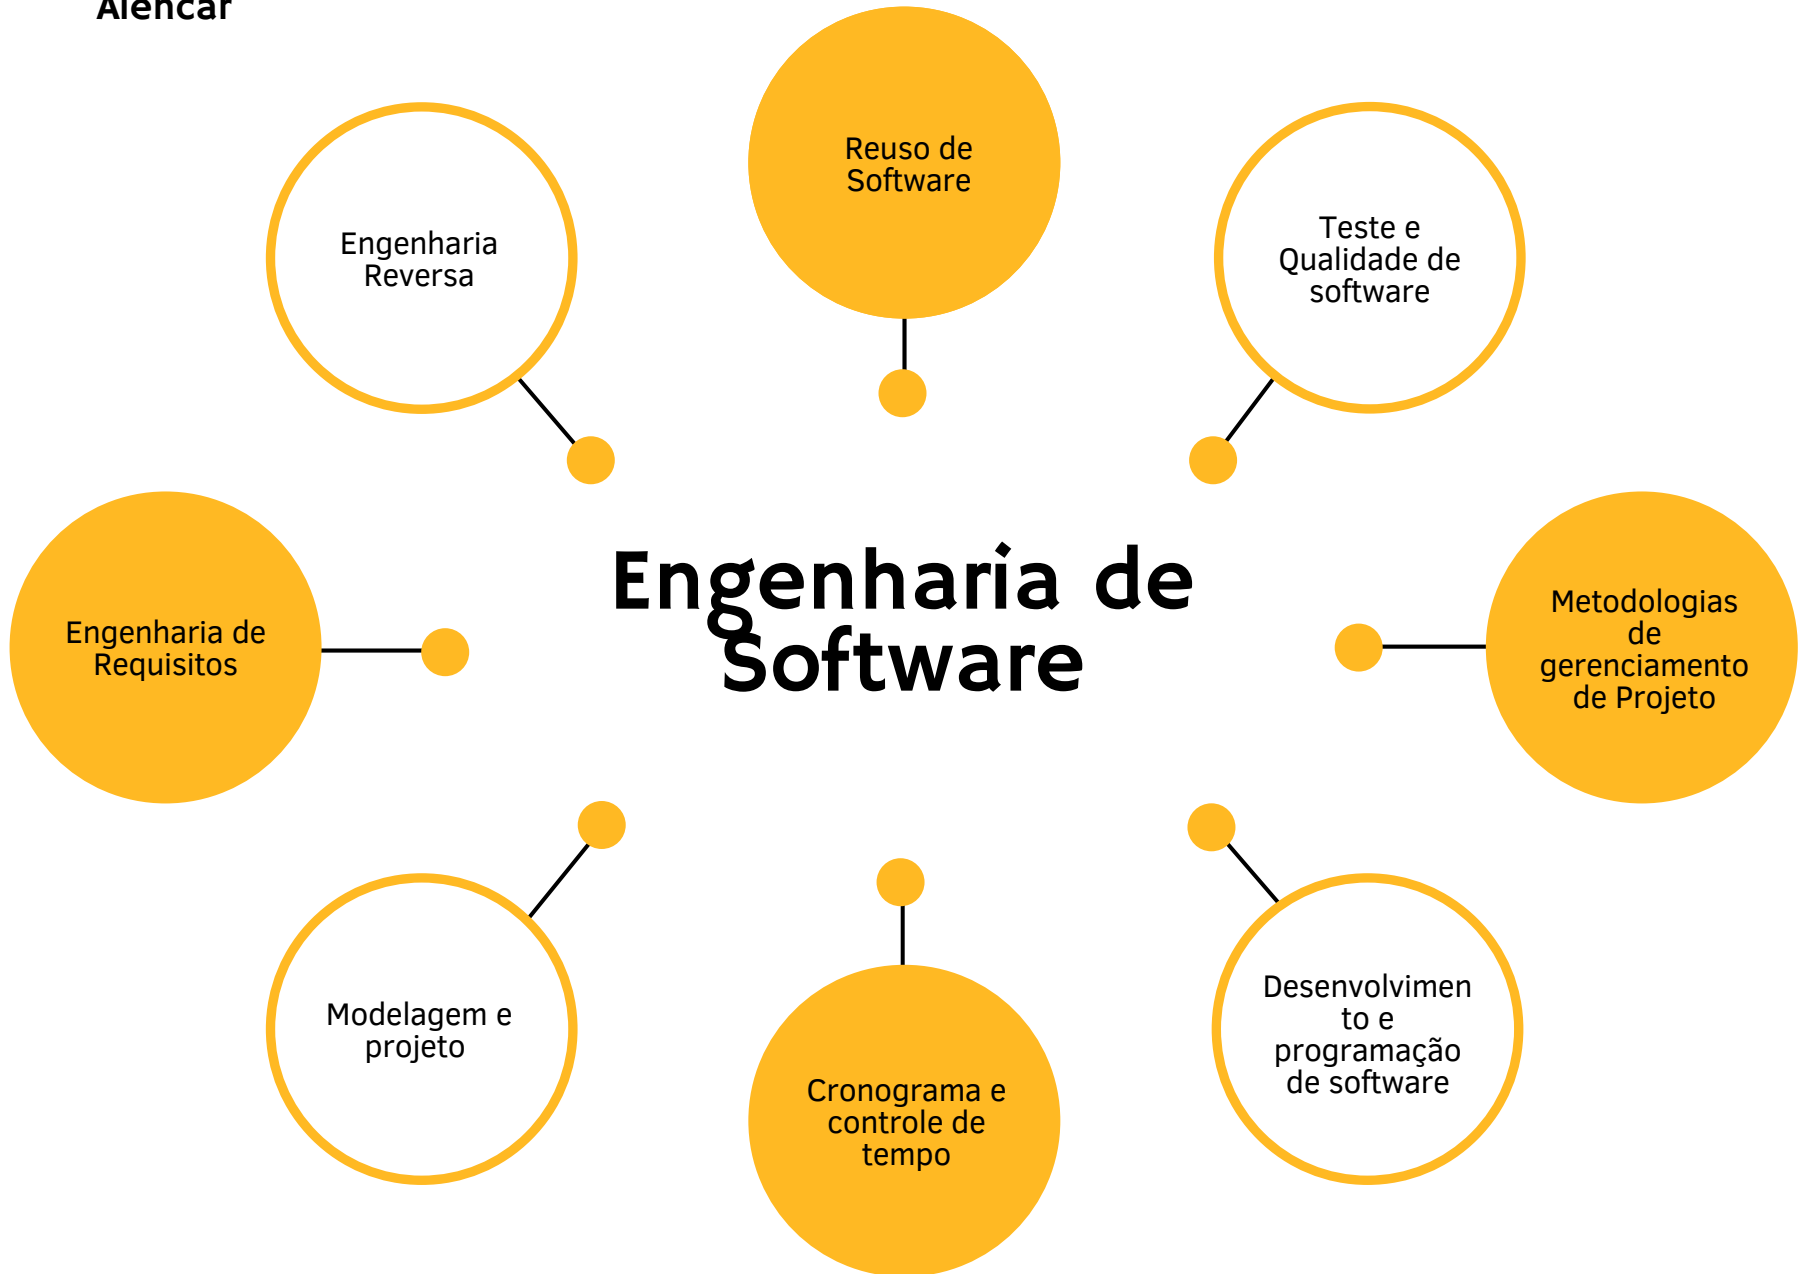 Alencar
Reuso de
Software
Engenharia
Reversa
Teste e
Qualidade de
software
Engenharia de
Software
Engenharia de
Requisitos
Metodologias
de
gerenciamento
de Projeto
Modelagem e
projeto
Desenvolvimen
to e
programação
de software
Cronograma e
controle de
tempo